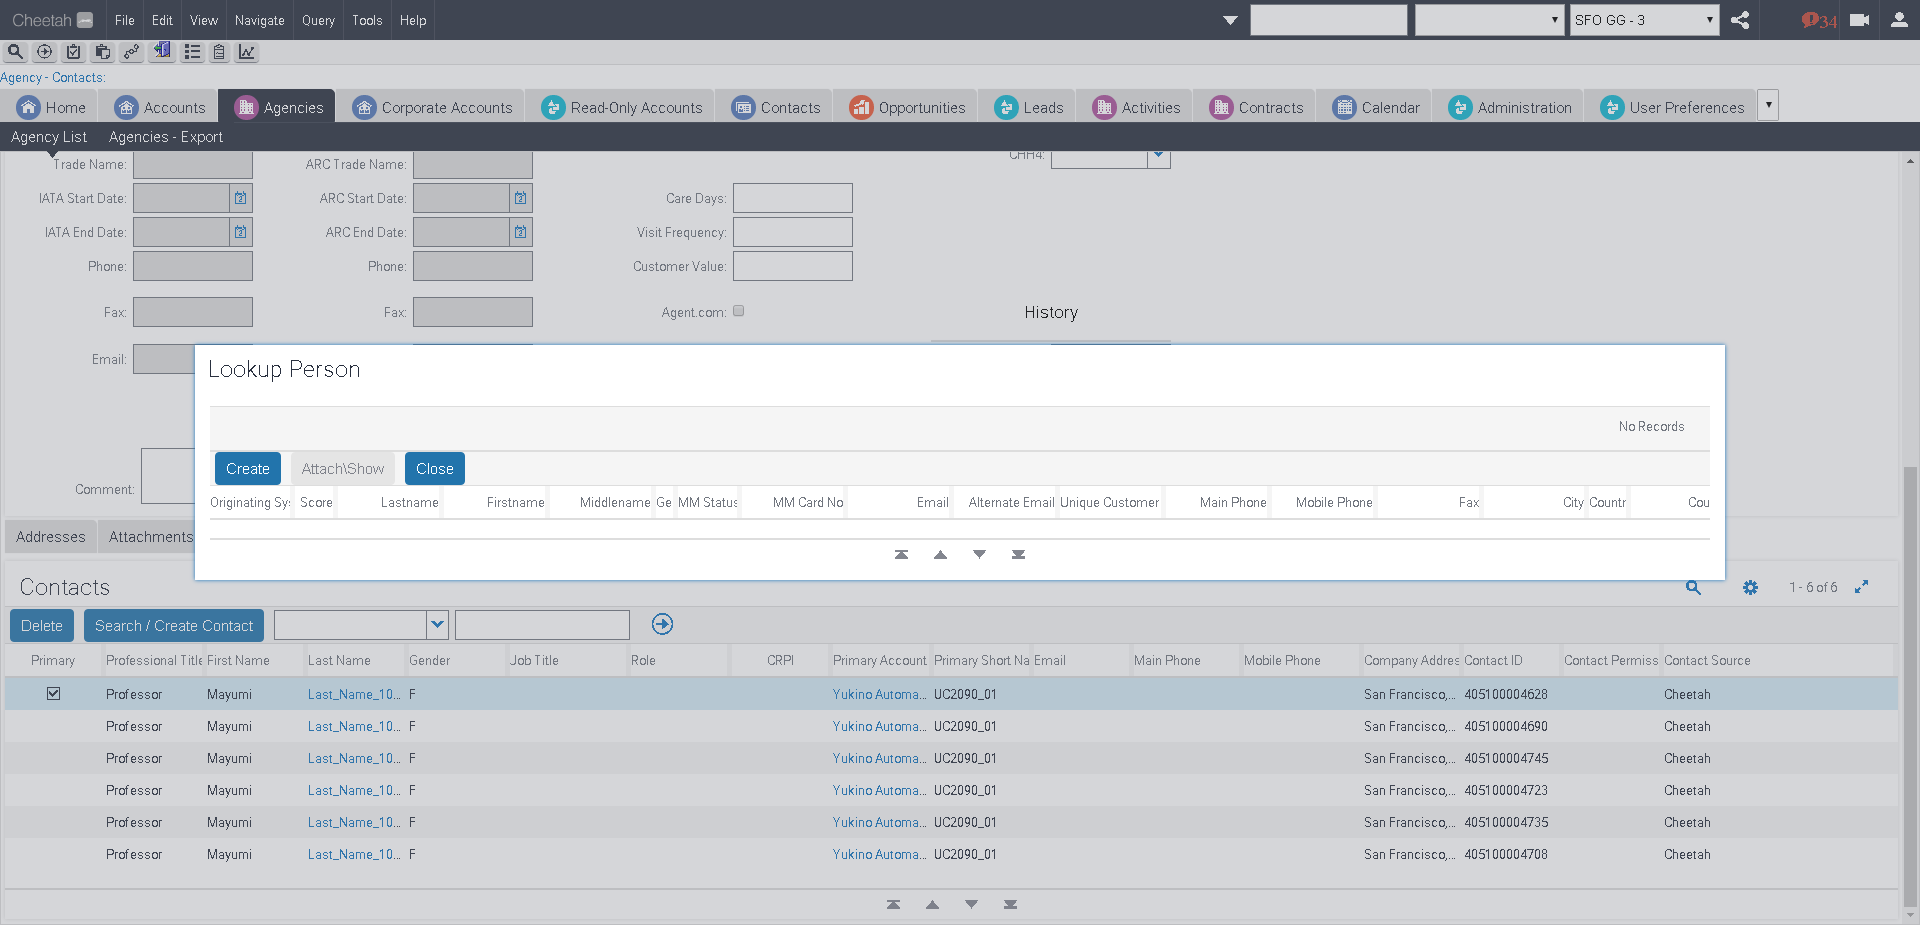 Cheetah File Edit View Navigate Query Tools Help SFO GG - 3 34
Agency - Contacts:
Home Accounts Agencies Corporate Accounts Read-Only Accounts Contacts Opportunities Leads Activities Contracts Calendar Administration User Preferences
Agency List Agencies - Export
Trade Name: ARC Trade Name: CHH4:
IATA Start Date: ARC Start Date: Care Days:
IATA End Date: ARC End Date: Visit Frequency:
Phone: Phone: Customer Value:
Fax: Fax: Agent.com: History
Email:
Lookup Person
No Records
Create Attach\Show Close
Originating Sy Score Lastname Firstname Middlename Ge MM Status MM Card No Email Alternate Email Unique Customer Main Phone Mobile Phone Fax City Countr Cou
Comment:
Addresses Attachments
Contacts 1 - 6 of 6
Delete Search / Create Contact
Primary Professional Title First Name Last Name Gender Job Title Role CRPI Primary Account Primary Short Na Email Main Phone Mobile Phone Company Addres Contact ID Contact Permiss Contact Source
Professor Mayumi Last_Name_10... F Yukino Automa... UC2090_01 San Francisco,... 405100004628 Cheetah
Professor Mayumi Last_Name_10... F Yukino Automa... UC2090_01 San Francisco,... 405100004690 Cheetah
Professor Mayumi Last_Name_10... F Yukino Automa... UC2090_01 San Francisco,... 405100004745 Cheetah
Professor Mayumi Last_Name_10... F Yukino Automa... UC2090_01 San Francisco,... 405100004723 Cheetah
Professor Mayumi Last_Name_10... F Yukino Automa... UC2090_01 San Francisco,... 405100004735 Cheetah
Professor Mayumi Last_Name_10... F Yukino Automa... UC2090_01 San Francisco,... 405100004708 Cheetah